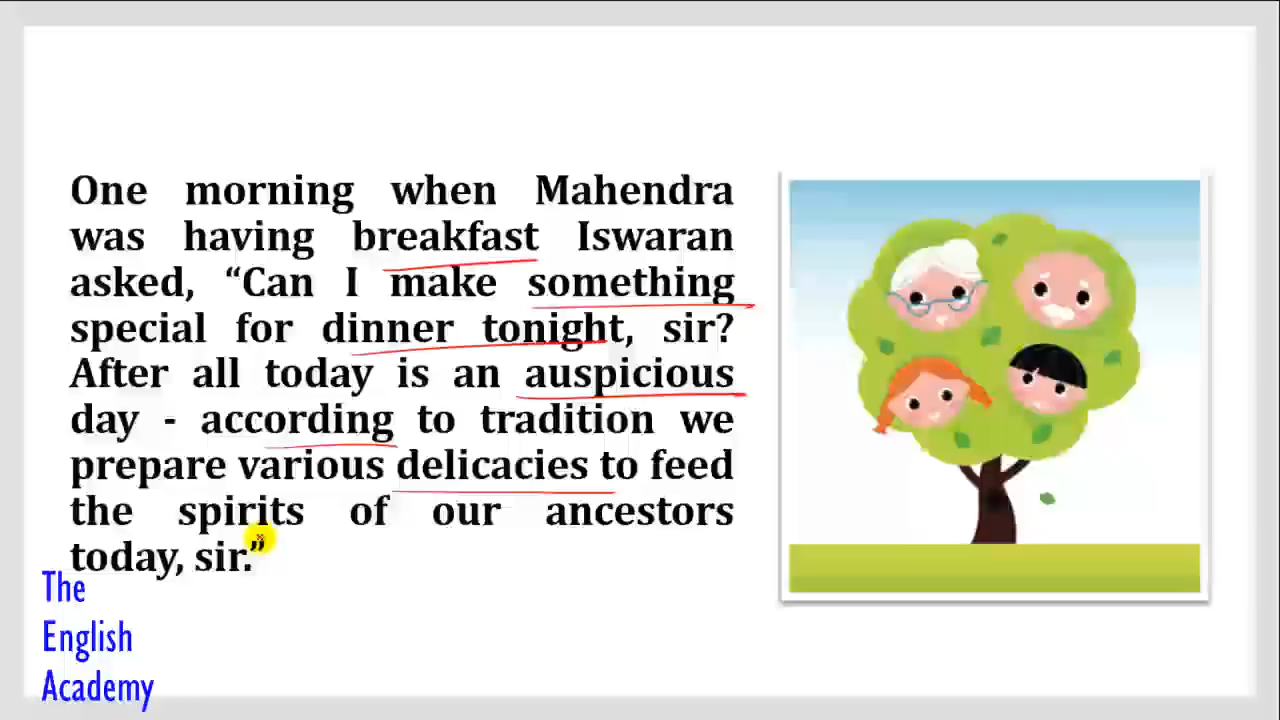 One morning when Mahendra
was having breakfast Iswaran
asked, “Can I make something
special for dinner tonight, sir?
After all today is an auspicious
day - according to tradition we
prepare various delicacies to feed
the spirits of our ancestors
today, sir.”
The
English
Academy